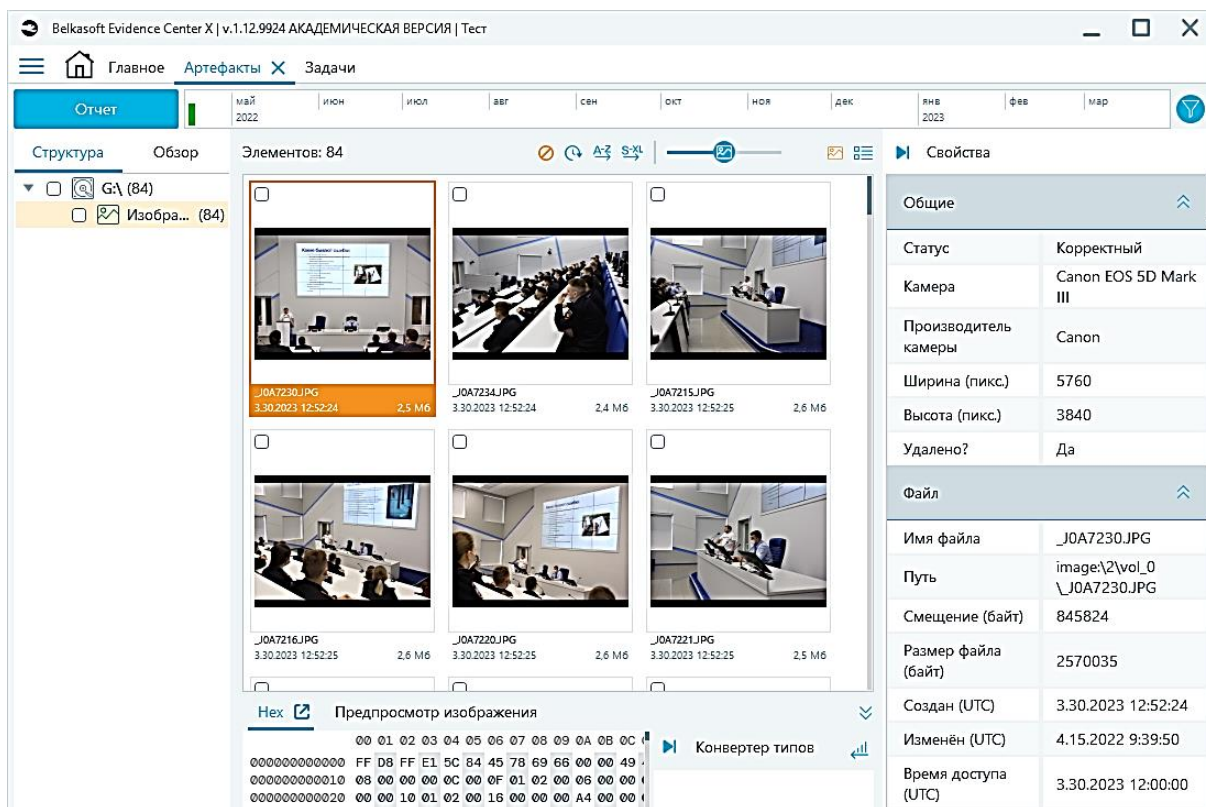 Belkasoft Evidence Center X | v.1.12.9924 АКАДЕМИЧЕСКАЯ ВЕРСИЯ | Тест
Главное Артефакты Задачи
Отчет
май июн июл авг сен окт ноя дек янв фев мар
2022 2023
Структура Обзор
Элементов: 84
A-Z S-XL
Свойства
G:\ (84)
Изобра... (84)
_J0A7230.JPG
3.30.2023 12:52:24 2,5 Мб
_J0A7234.JPG
3.30.2023 12:52:24 2,4 Мб
_J0A7215.JPG
3.30.2023 12:52:25 2,6 Мб
_J0A7216.JPG
3.30.2023 12:52:25 2,6 Мб
_J0A7220.JPG
3.30.2023 12:52:25 2,6 Мб
_J0A7221.JPG
3.30.2023 12:52:25 2,5 Мб
Общие
Статус Корректный
Камера Canon EOS 5D Mark
III
Производитель
камеры Canon
Ширина (пикс.) 5760
Высота (пикс.) 3840
Удалено? Да
Файл
Имя файла _J0A7230.JPG
Путь image:\2\vol_0
\_J0A7230.JPG
Смещение (байт) 845824
Размер файла
(байт) 2570035
Создан (UTC) 3.30.2023 12:52:24
Изменён (UTC) 4.15.2022 9:39:50
Время доступа
(UTC) 3.30.2023 12:00:00
Hex Предпросмотр изображения
Конвертер типов
00 01 02 03 04 05 06 07 08 09 0A 0B 0C
000000000000 FF D8 FF E1 5C 84 45 78 69 66 00 00 49
000000000010 08 00 00 00 0C 00 0F 01 02 00 06 00 00
000000000020 00 00 10 01 02 00 16 00 00 00 A4 00 00